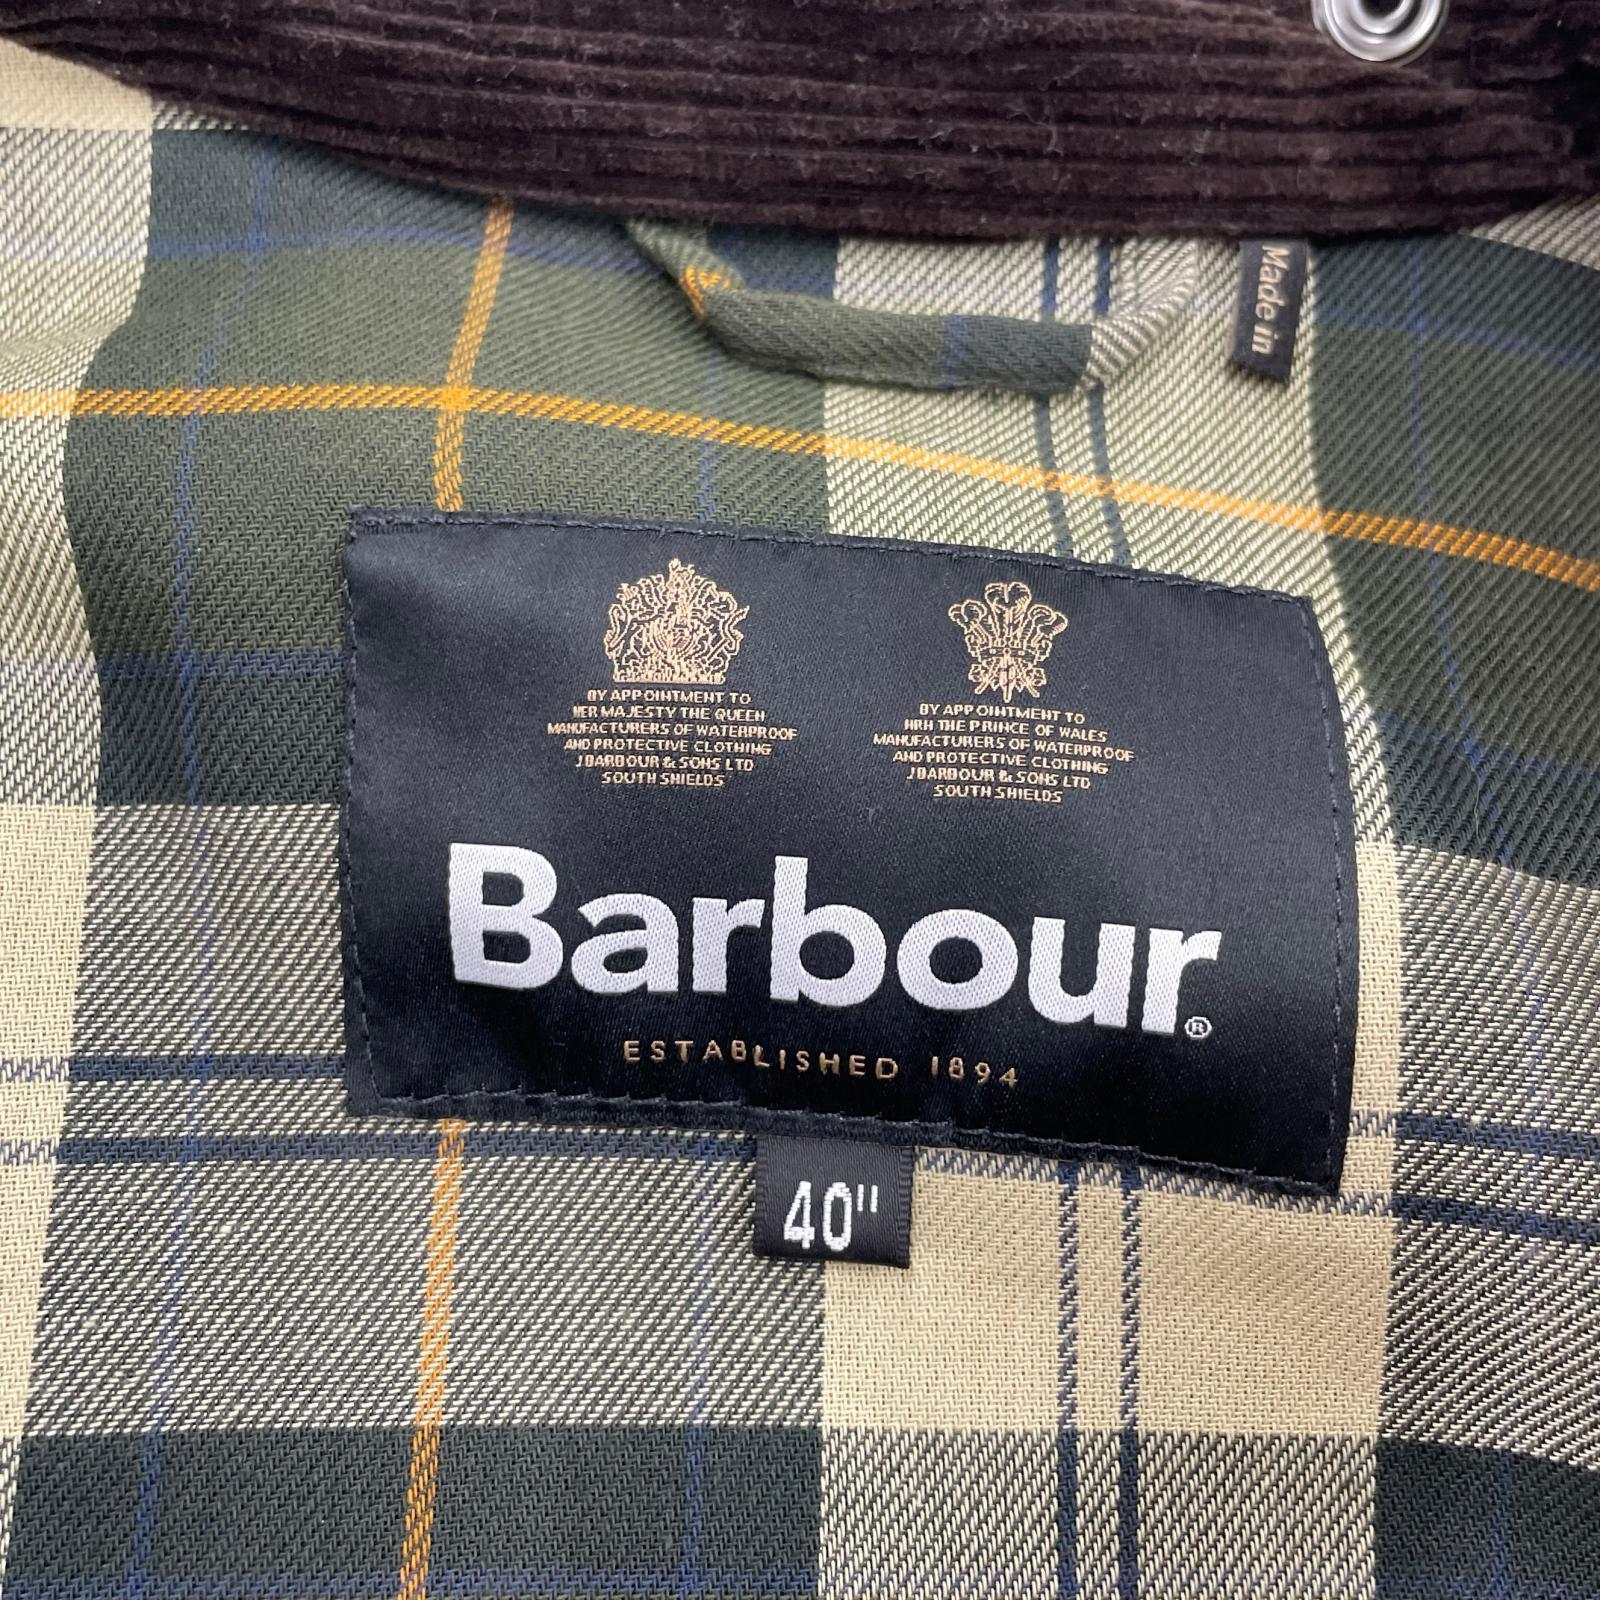 Made in
BY APPOINTMENT TO
HER MAJESTY THE QUEEN
MANUFACTURERS OF WATERPROOF
AND PROTECTIVE CLOTHING
J BARBOUR & SONS LTD
SOUTH SHIELDS
BY APPOINTMENT TO
HRH THE PRINCE OF WALES
MANUFACTURERS OF WATERPROOF
AND PROTECTIVE CLOTHING
J BARBOUR & SONS LTD
SOUTH SHIELDS
Barbour®
ESTABLISHED 1894
40"